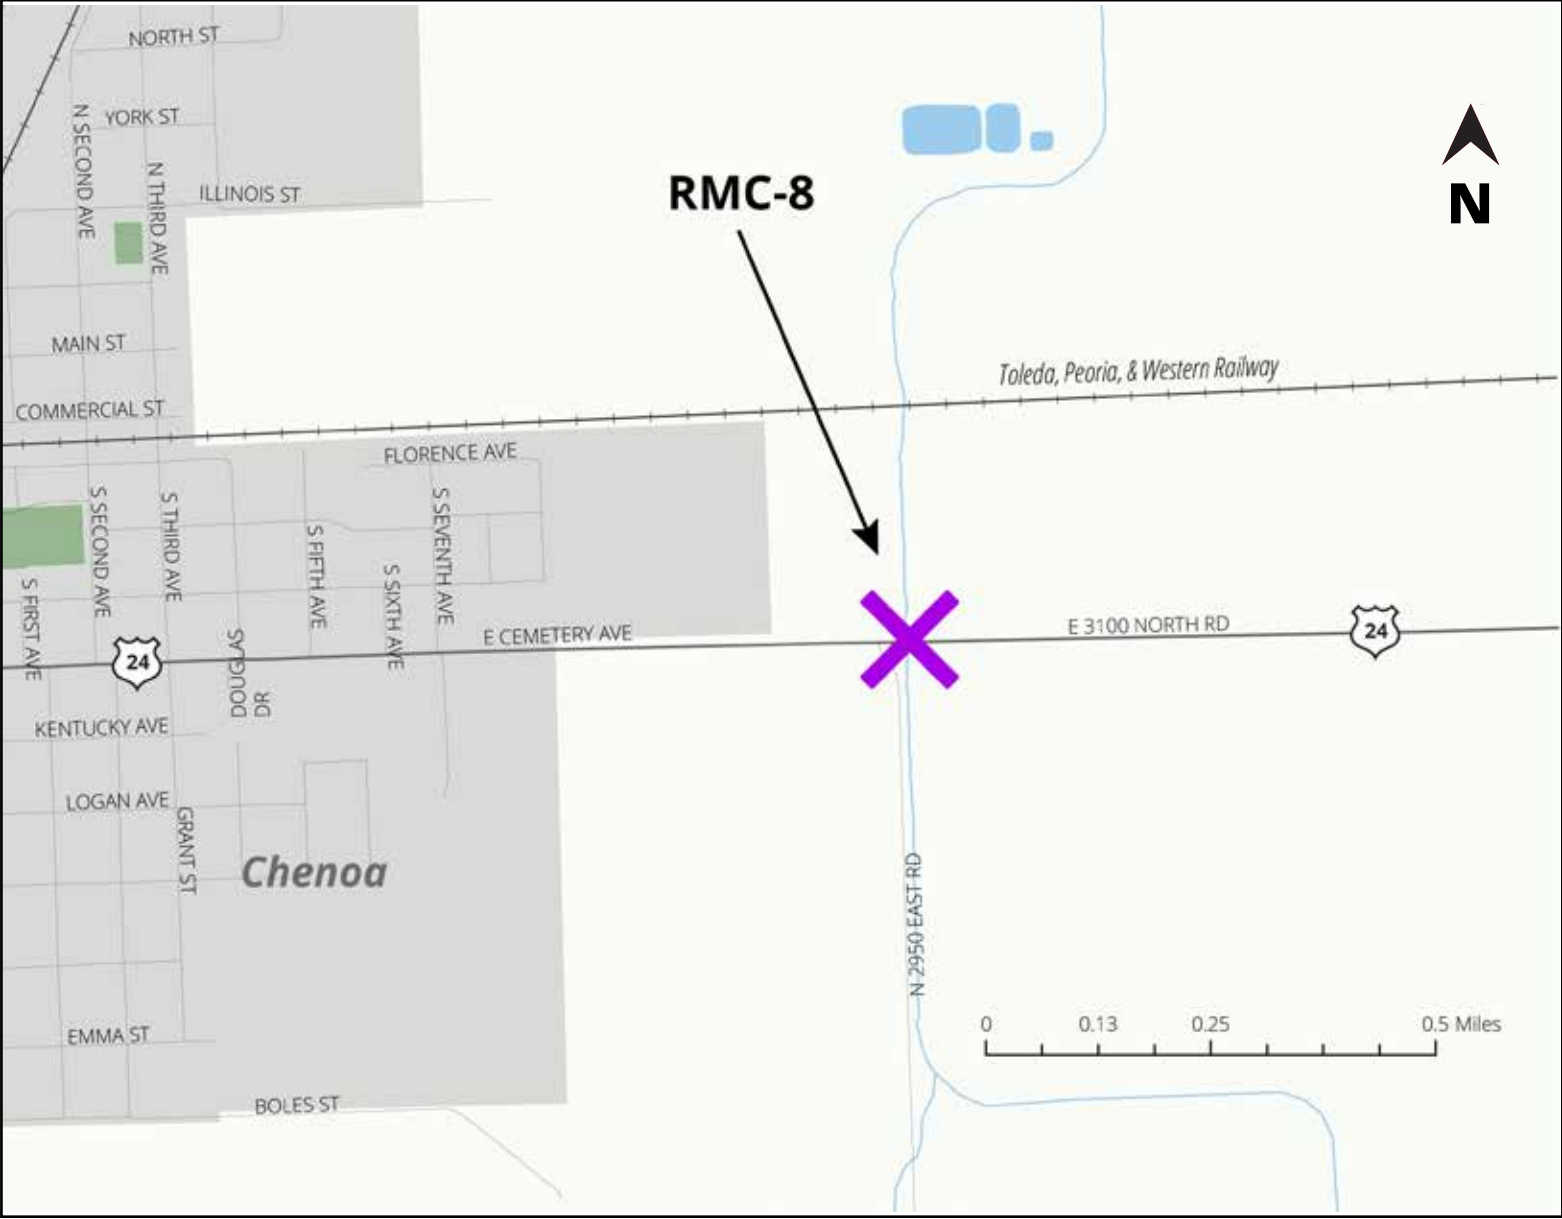 NORTH ST
N SECOND AVE
YORK ST
N THIRD AVE
ILLINOIS ST
RMC-8
N
MAIN ST
Toleda, Peoria, & Western Railway
COMMERCIAL ST
FLORENCE AVE
S FIRST AVE
S SECOND AVE
S THIRD AVE
S FIFTH AVE
S SIXTH AVE
S SEVENTH AVE
E CEMETERY AVE
E 3100 NORTH RD
24
24
DOUGLAS
DR
KENTUCKY AVE
LOGAN AVE
GRANT ST
Chenoa
N 2950 EAST RD
0 0.13 0.25 0.5 Miles
EMMA ST
BOLES ST